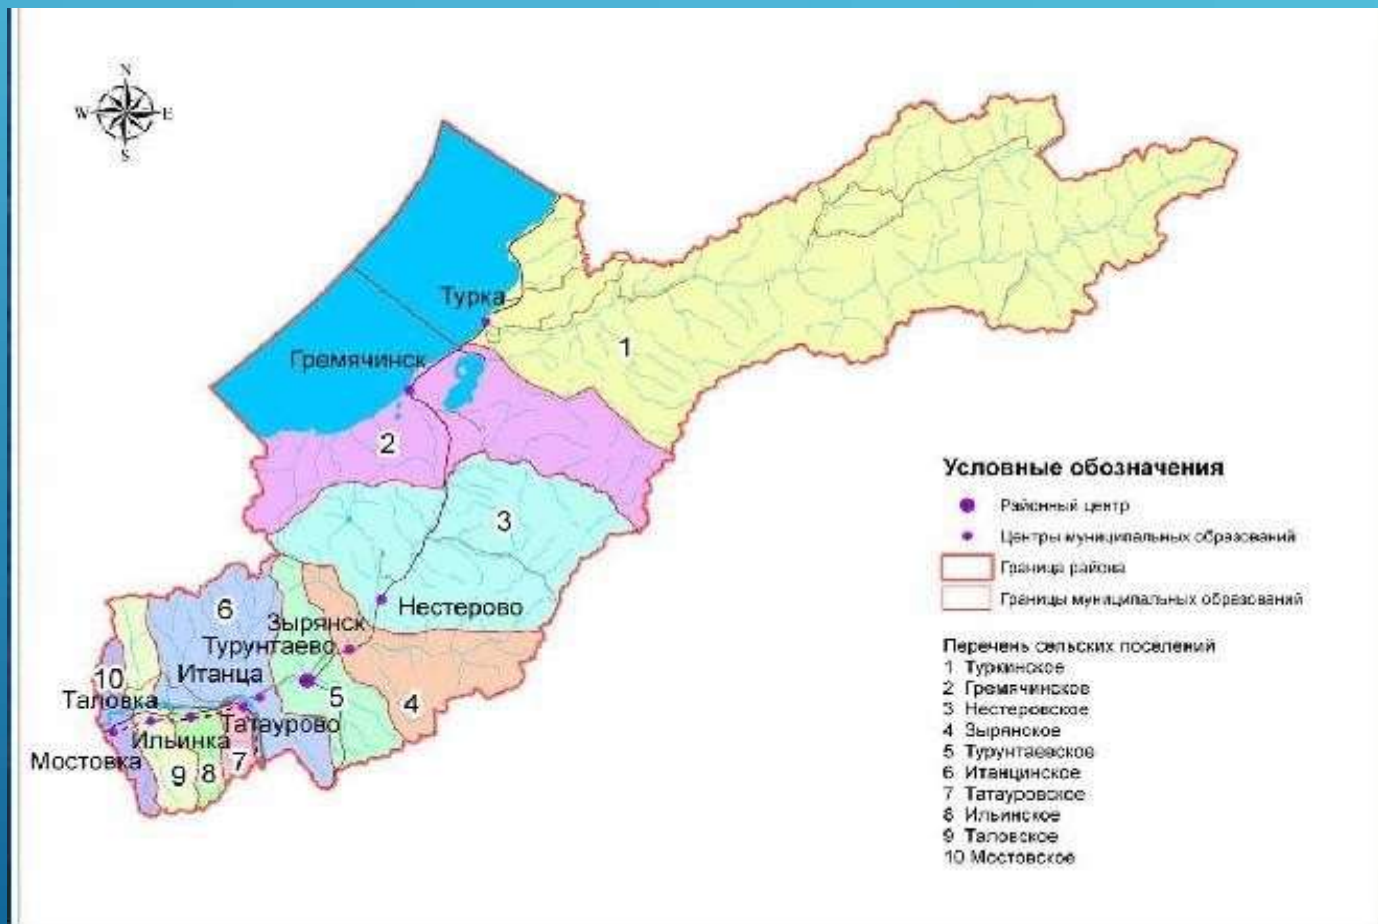 N
W E
S
Турка
Гремячинск
1
2
3
Нестерово
6
Зырянск
Турунтаево
Итанца
10
5
4
Таловка
Татаурово
Ильинка
Мостовка
9
8
7
Условные обозначения
Районный центр
Центры муниципальных образований
Граница района
Границы муниципальных образований
Перечень сельских поселений
1 Туркинское
2 Гремячинское
3 Нестеровское
4 Зырянское
5 Турунтаевское
6 Итанцинское
7 Татауровское
8 Ильинское
9 Таловское
10 Мостовское